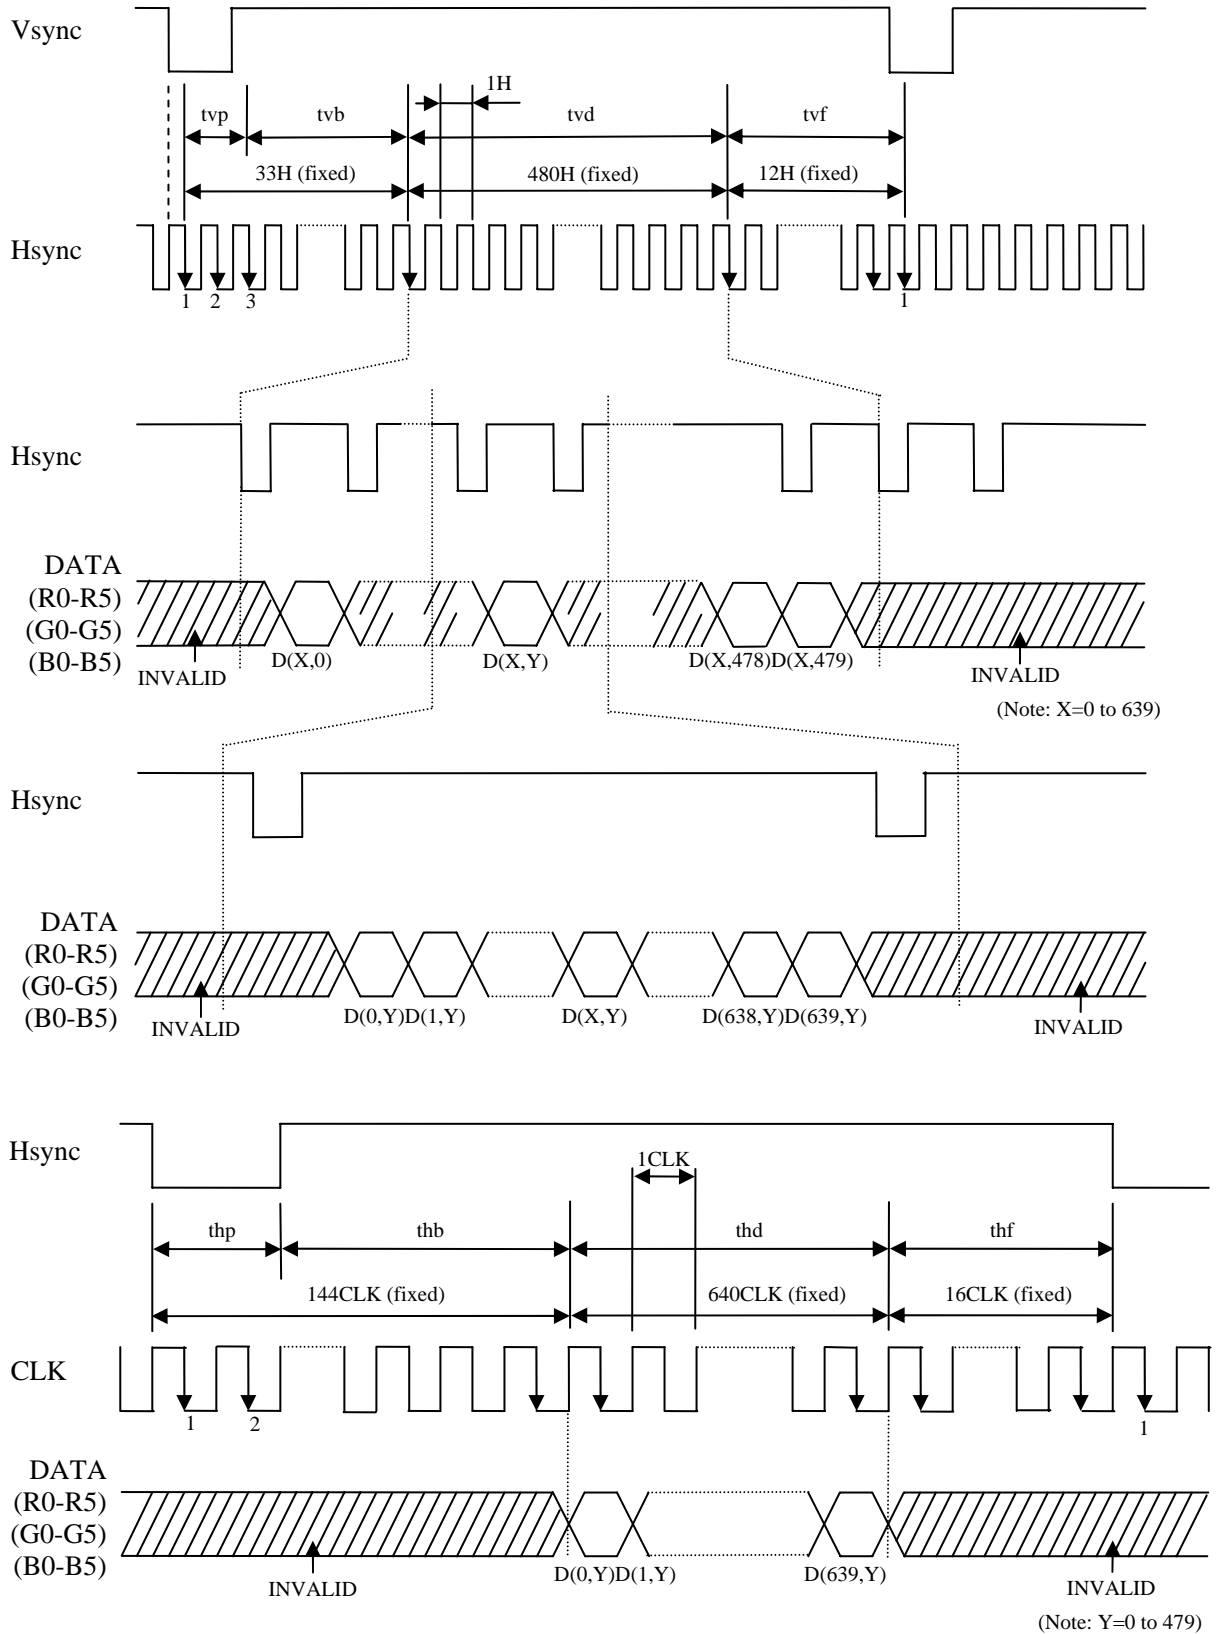 Vsync
1H
tvp tvb tvd tvf
33H (fixed) 480H (fixed) 12H (fixed)
Hsync
1 2 3 1
Hsync
DATA
(R0-R5)
(G0-G5)
(B0-B5)
D(X,0) D(X,Y) D(X,478)D(X,479)
INVALID INVALID
(Note: X=0 to 639)
Hsync
DATA
(R0-R5)
(G0-G5)
(B0-B5)
D(0,Y)D(1,Y) D(X,Y) D(638,Y)D(639,Y)
INVALID INVALID
Hsync
1CLK
thp thb thd thf
144CLK (fixed) 640CLK (fixed) 16CLK (fixed)
CLK
1 2 1
DATA
(R0-R5)
(G0-G5)
(B0-B5)
D(0,Y)D(1,Y) D(639,Y)
INVALID INVALID
(Note: Y=0 to 479)